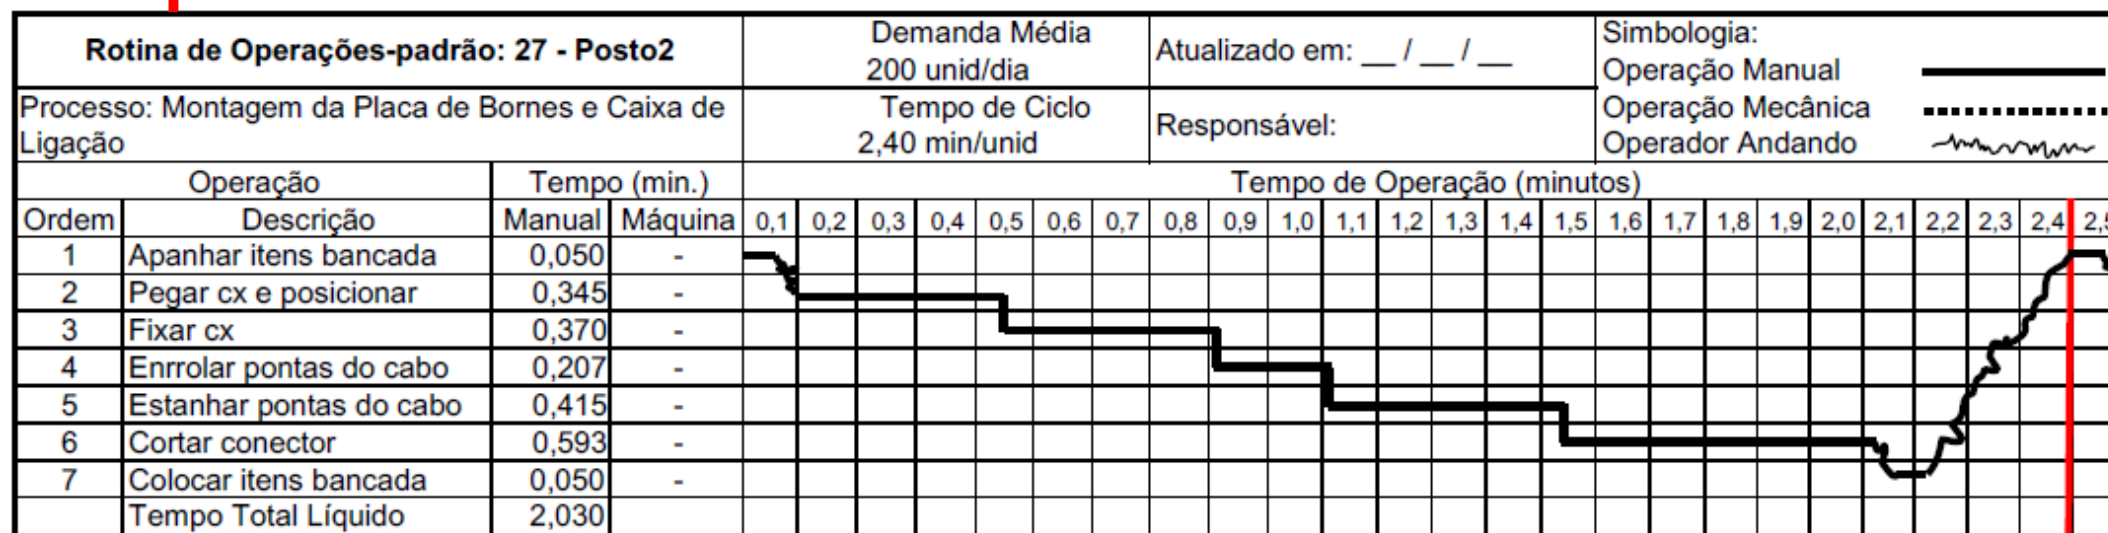 Rotina de Operações-padrão: 27 - Posto2
Demanda Média
200 unid/dia
Atualizado em: __ / __ / __
Simbologia:
Operação Manual
Processo: Montagem da Placa de Bornes e Caixa de
Ligação
Tempo de Ciclo
2,40 min/unid
Responsável:
Operação Mecânica
Operador Andando
Operação Tempo (min.) Tempo de Operação (minutos)
Ordem Descrição Manual Máquina 0,1 0,2 0,3 0,4 0,5 0,6 0,7 0,8 0,9 1,0 1,1 1,2 1,3 1,4 1,5 1,6 1,7 1,8 1,9 2,0 2,1 2,2 2,3 2,4 2,5
1 Apanhar itens bancada 0,050 -
2 Pegar cx e posicionar 0,345 -
3 Fixar cx 0,370 -
4 Enrrolar pontas do cabo 0,207 -
5 Estanhar pontas do cabo 0,415 -
6 Cortar conector 0,593 -
7 Colocar itens bancada 0,050 -
Tempo Total Líquido 2,030